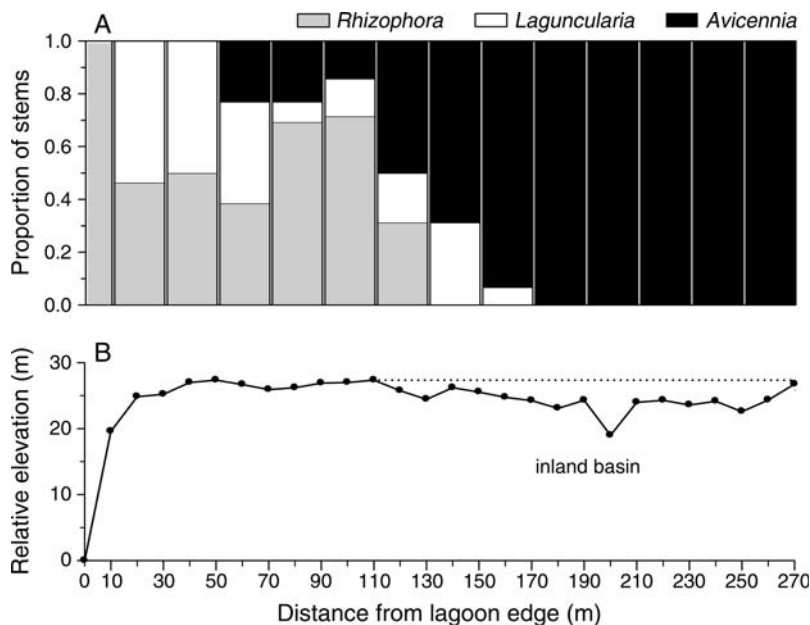 A Rhizophora Laguncularia Avicennia
1.0
0.8
0.6
0.4
0.2
0.0
Proportion of stems
B
30
20
10
0
Relative elevation (m)
inland basin
0 10 30 50 70 90 110 130 150 170 190 210 230 250 270
Distance from lagoon edge (m)